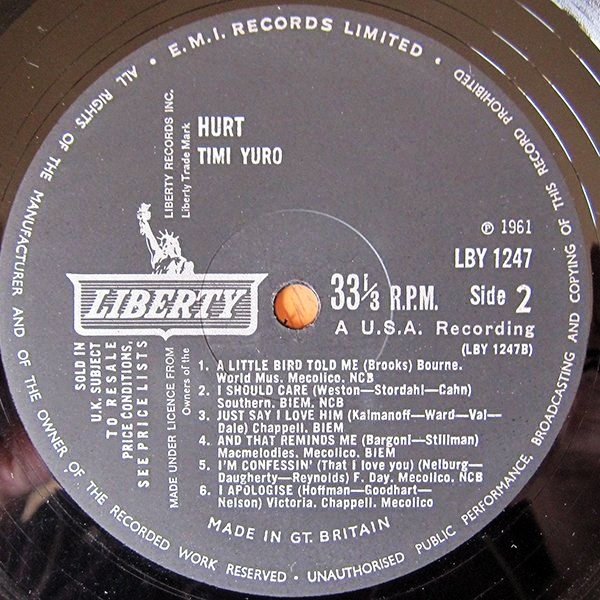 • E.M.I. RECORDS LIMITED •
ALL RIGHTS OF THE MANUFACTURER AND OF THE OWNER OF THE RECORDED WORK RESERVED • UNAUTHORISED PUBLIC PERFORMANCE, BROADCASTING AND COPYING OF THIS RECORD PROHIBITED
LIBERTY RECORDS INC.
Liberty Trade Mark
HURT
TIMI YURO
℗ 1961
LBY 1247
LIBERTY
33⅓ R.P.M. Side 2
A U.S.A. Recording
(LBY 1247B)
SOLD IN
U.K. SUBJECT
TO RESALE
PRICE CONDITIONS,
SEE PRICE LISTS
MADE UNDER LICENCE FROM
Owners of the
1. A LITTLE BIRD TOLD ME (Brooks) Bourne.
World Mus. Mecolico. NCB
2. I SHOULD CARE (Weston—Stordahl—Cahn)
Southern. BIEM. NCB
3. JUST SAY I LOVE HIM (Kalmanoff—Ward—Val—
Dale) Chappell. BIEM
4. AND THAT REMINDS ME (Bargoni—Stillman)
Macmelodies. Mecolico. BIEM
5. I'M CONFESSIN' (That i love you) (Nelburg—
Daugherty—Reynolds) F. Day. Mecolico. NCB
6. I APOLOGISE (Hoffman—Goodhart—
Nelson) Victoria. Chappell. Mecolico
MADE IN GT. BRITAIN